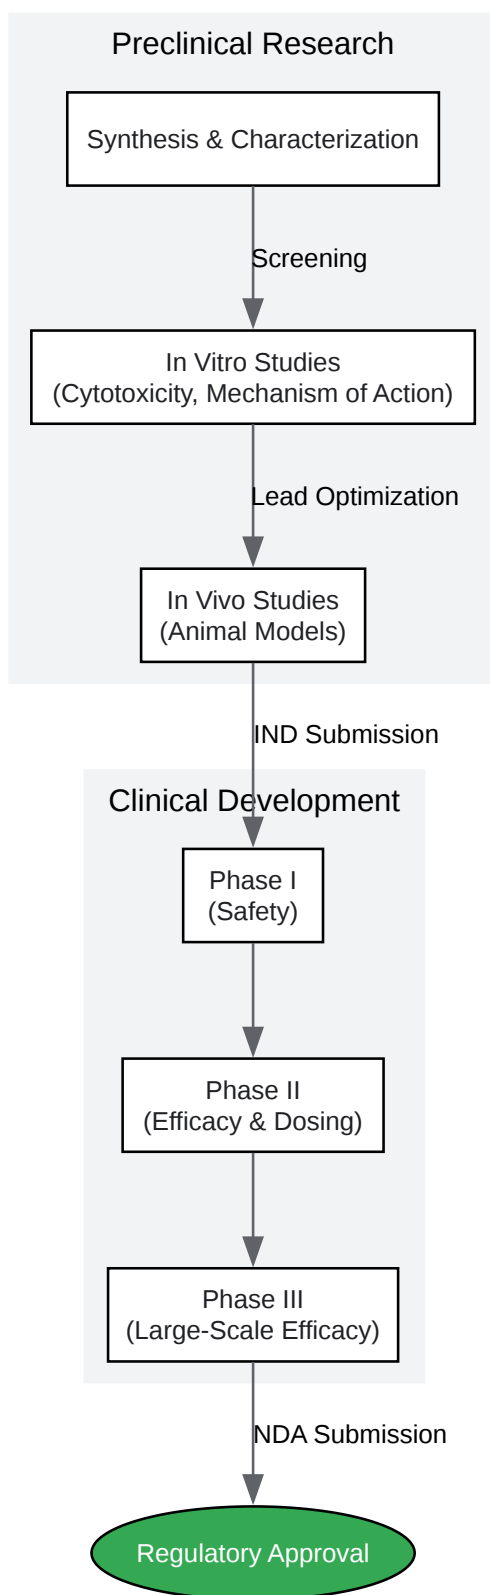 Preclinical Research
Synthesis & Characterization
Screening
In Vitro Studies
(Cytotoxicity, Mechanism of Action)
Lead Optimization
In Vivo Studies
(Animal Models)
IND Submission
Clinical Development
Phase I
(Safety)
Phase II
(Efficacy & Dosing)
Phase III
(Large-Scale Efficacy)
NDA Submission
Regulatory Approval